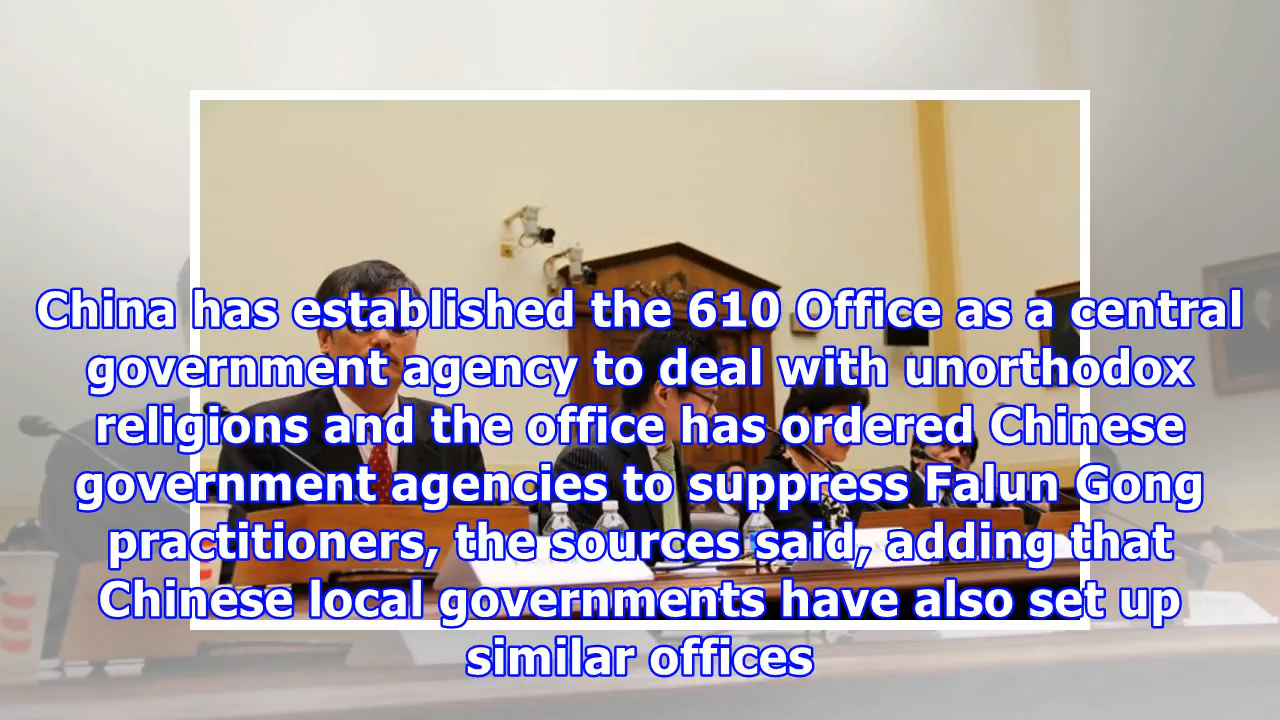 China has established the 610 Office as a central
government agency to deal with unorthodox
religions and the office has ordered Chinese
government agencies to suppress Falun Gong
practitioners, the sources said, adding that
Chinese local governments have also set up
similar offices